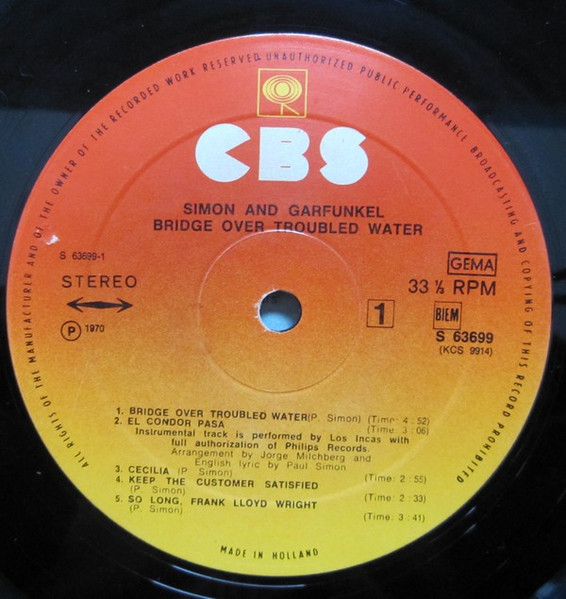 ALL RIGHTS OF THE MANUFACTURER AND OF THE OWNER OF THE RECORDED WORK RESERVED. UNAUTHORIZED PUBLIC PERFORMANCE BROADCASTING AND COPYING OF THIS RECORD PROHIBITED
CBS
SIMON AND GARFUNKEL
BRIDGE OVER TROUBLED WATER
S 63699-1
STEREO
GEMA
33 ⅓ RPM
℗ 1970
1
BIEM
S 63699
(KCS 9914)
1. BRIDGE OVER TROUBLED WATER(P. Simon) (Time: 4 : 52)
2. EL CONDOR PASA (Time: 3 : 06)
Instrumental track is performed by Los Incas with
full authorization of Philips Records.
Arrangement by Jorge Milchberg and
English lyric by Paul Simon
3. CECILIA (P. Simon) (Time: 2 : 55)
4. KEEP THE CUSTOMER SATISFIED
(P. Simon) (Time: 2 : 33)
5. SO LONG, FRANK LLOYD WRIGHT
(P. Simon) (Time: 3 : 41)
MADE IN HOLLAND